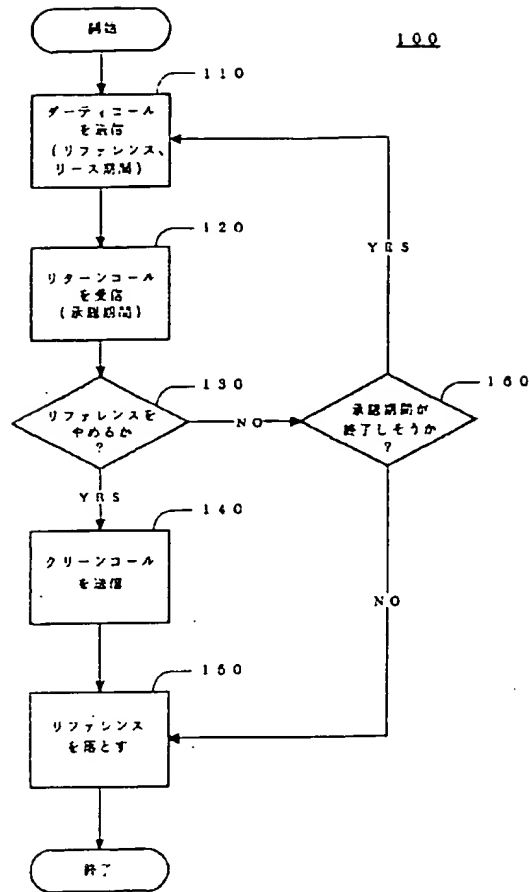 開始
100
110
ダーティコール
を送信
(リファレンス、
リース期間)
120
リターンコール
を受信
(承認期間)
130
リファレンスを
やめるか
?
NO
160
承認期間が
終了しそうか
?
YES
YES
140
クリーンコール
を送信
NO
150
リファレンス
を落とす
終了